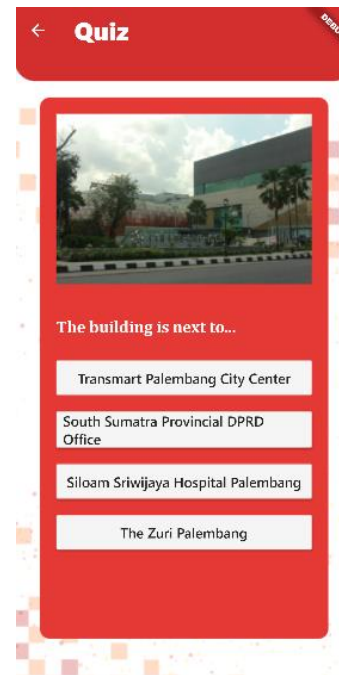 Quiz
The building is next to...
Transmart Palembang City Center
South Sumatra Provincial DPRD
Office
Siloam Sriwijaya Hospital Palembang
The Zuri Palembang